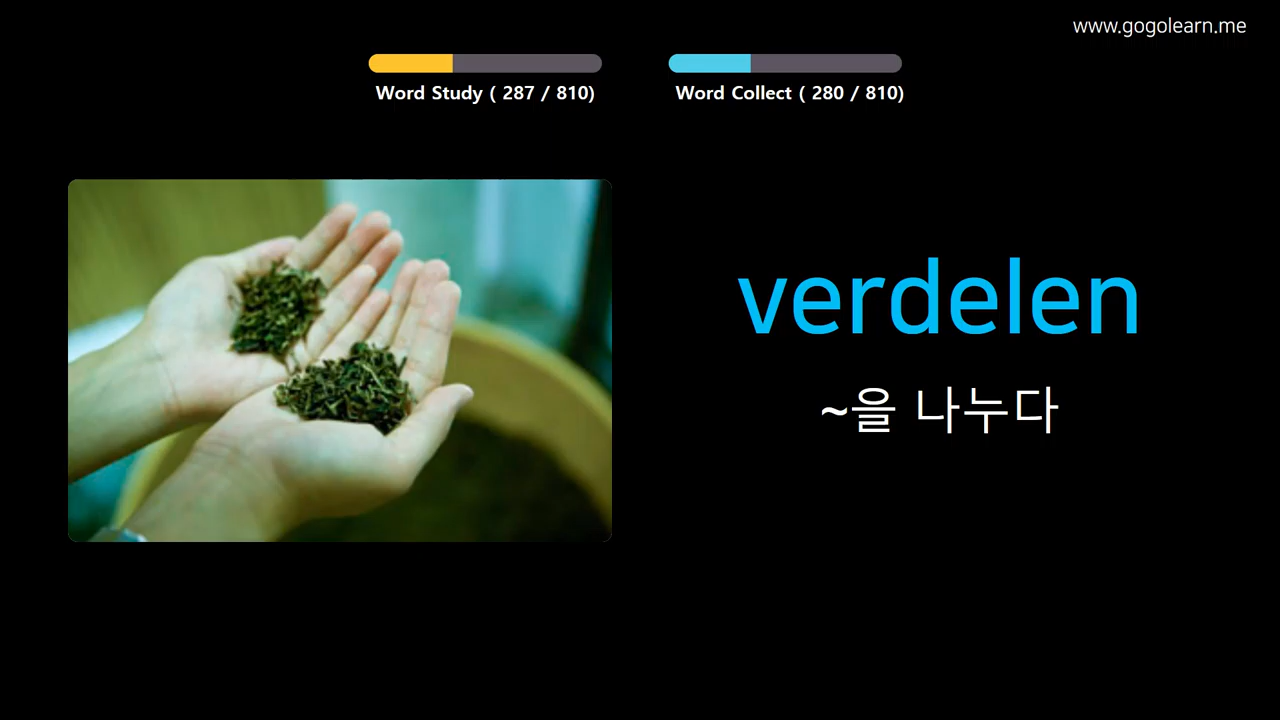 www.gogolearn.me
Word Study ( 287 / 810)
Word Collect ( 280 / 810)
verdelen
~을 나누다